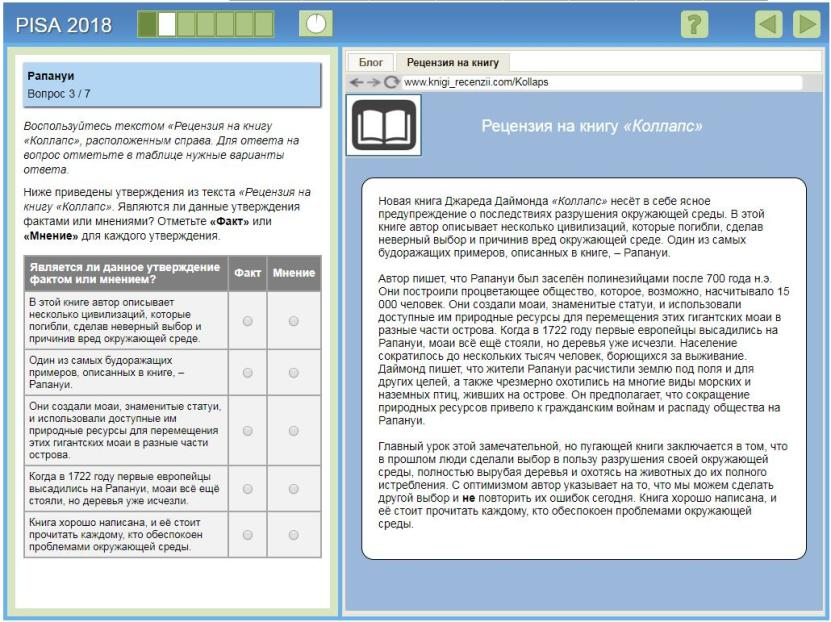 PISA 2018
?
Рапануи
Вопрос 3 / 7
Воспользуйтесь текстом «Рецензия на книгу
«Коллапс», расположенным справа. Для ответа на
вопрос отметьте в таблице нужные варианты
ответа.
Ниже приведены утверждения из текста «Рецензия на
книгу «Коллапс». Являются ли данные утверждения
фактами или мнениями? Отметьте «Факт» или
«Мнение» для каждого утверждения.
Является ли данное утверждение
фактом или мнением?
Факт
Мнение
В этой книге автор описывает
несколько цивилизаций, которые
погибли, сделав неверный выбор и
причинив вред окружающей среде.
Один из самых будоражащих
примеров, описанных в книге, –
Рапануи.
Они создали моаи, знаменитые статуи,
и использовали доступные им
природные ресурсы для перемещения
этих гигантских моаи в разные части
острова.
Когда в 1722 году первые европейцы
высадились на Рапануи, моаи всё ещё
стояли, но деревья уже исчезли.
Книга хорошо написана, и её стоит
прочитать каждому, кто обеспокоен
проблемами окружающей среды.
Блог
Рецензия на книгу
www.knigi_recenzii.com/Kollaps
Рецензия на книгу «Коллапс»
Новая книга Джареда Даймонда «Коллапс» несёт в себе ясное
предупреждение о последствиях разрушения окружающей среды. В этой
книге автор описывает несколько цивилизаций, которые погибли, сделав
неверный выбор и причинив вред окружающей среде. Один из самых
будоражащих примеров, описанных в книге, – Рапануи.
Автор пишет, что Рапануи был заселён полинезийцами после 700 года н.э.
Они построили процветающее общество, которое, возможно, насчитывало 15
000 человек. Они создали моаи, знаменитые статуи, и использовали
доступные им природные ресурсы для перемещения этих гигантских моаи в
разные части острова. Когда в 1722 году первые европейцы высадились на
Рапануи, моаи всё ещё стояли, но деревья уже исчезли. Население
сократилось до нескольких тысяч человек, борющихся за выживание.
Даймонд пишет, что жители Рапануи расчистили землю под поля и для
других целей, а также чрезмерно охотились на многие виды морских и
наземных птиц, живших на острове. Он предполагает, что сокращение
природных ресурсов привело к гражданским войнам и распаду общества на
Рапануи.
Главный урок этой замечательной, но пугающей книги заключается в том, что
в прошлом люди сделали выбор в пользу разрушения своей окружающей
среды, полностью вырубая деревья и охотясь на животных до их полного
истребления. С оптимизмом автор указывает на то, что мы можем сделать
другой выбор и не повторить их ошибок сегодня. Книга хорошо написана, и
её стоит прочитать каждому, кто обеспокоен проблемами окружающей
среды.